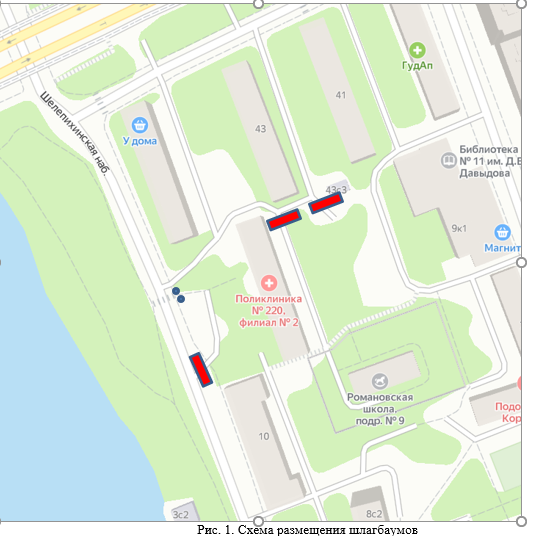 ГудАп
Шелепихинская наб.
У дома
41
43
43с3
Библиотека
№ 11 им. Д.
Давыдова
9к1
Магнит
Поликлиника
№ 220,
филиал № 2
Романовская
школа,
подр. № 9
Подо
Кор
10
3с2
8с2
Рис. 1. Схема размещения шлагбаумов